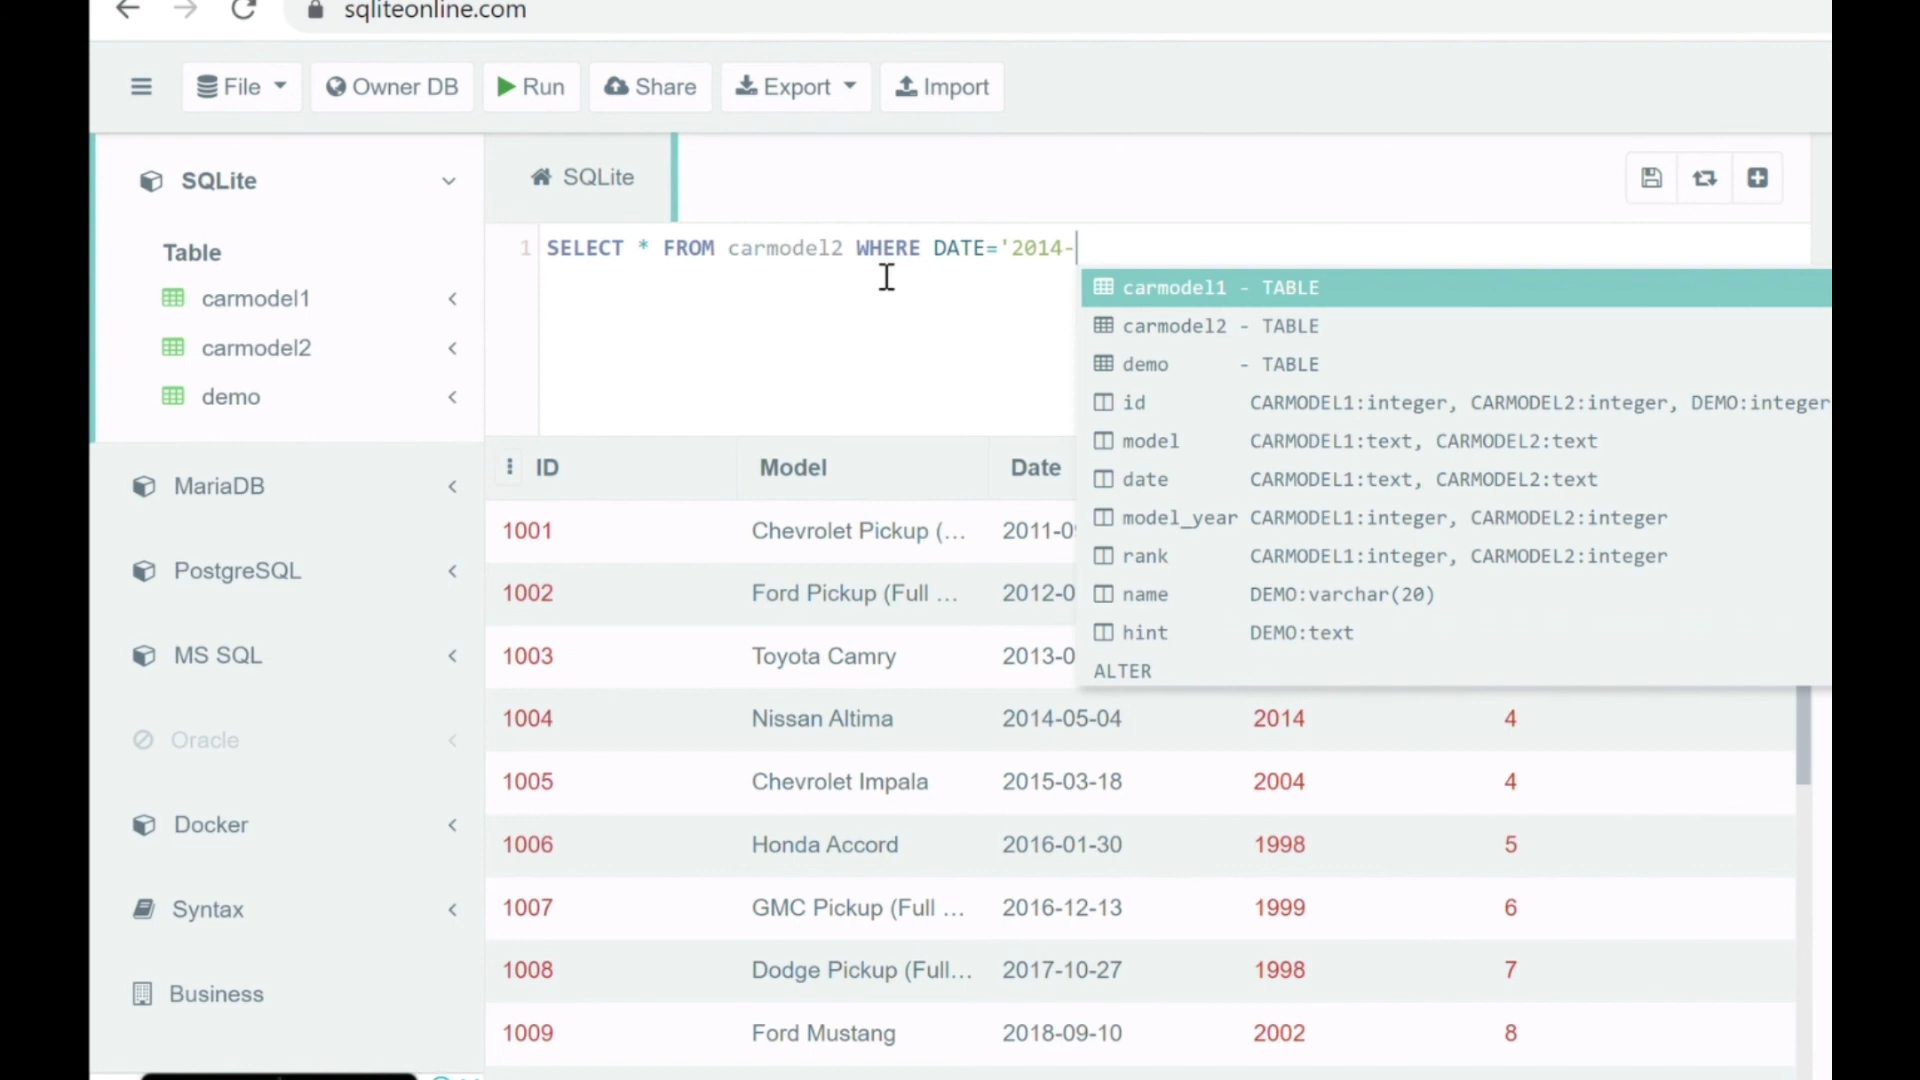 sqliteonline.com
File Owner DB Run Share Export Import
SQLite
Table
carmodel1
carmodel2
demo
MariaDB
PostgreSQL
MS SQL
Oracle
Docker
Syntax
Business
SQLite
1 SELECT * FROM carmodel2 WHERE DATE='2014-
carmodel1 - TABLE
carmodel2 - TABLE
demo - TABLE
id CARMODEL1:integer, CARMODEL2:integer, DEMO:integer
model CARMODEL1:text, CARMODEL2:text
date CARMODEL1:text, CARMODEL2:text
model_year CARMODEL1:integer, CARMODEL2:integer
rank CARMODEL1:integer, CARMODEL2:integer
name DEMO:varchar(20)
hint DEMO:text
ALTER
ID Model Date
1001 Chevrolet Pickup (... 2011-0
1002 Ford Pickup (Full ... 2012-0
1003 Toyota Camry 2013-0
1004 Nissan Altima 2014-05-04 2014 4
1005 Chevrolet Impala 2015-03-18 2004 4
1006 Honda Accord 2016-01-30 1998 5
1007 GMC Pickup (Full ... 2016-12-13 1999 6
1008 Dodge Pickup (Full... 2017-10-27 1998 7
1009 Ford Mustang 2018-09-10 2002 8